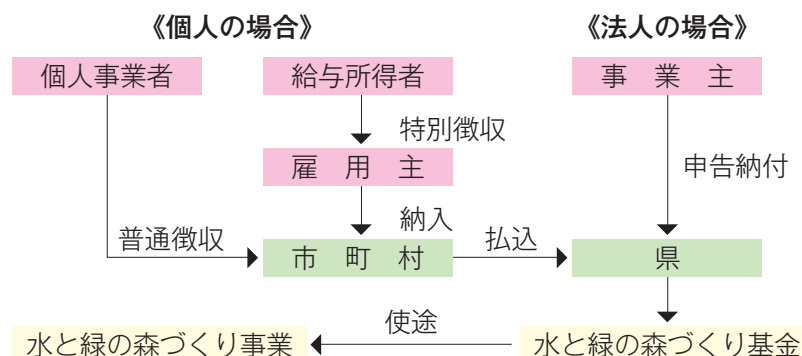 《個人の場合》
《法人の場合》
個人事業者
給与所得者
事業主
特別徴収
雇用主
申告納付
納入
普通徴収
払込
市町村
県
使途
水と緑の森づくり事業
水と緑の森づくり基金